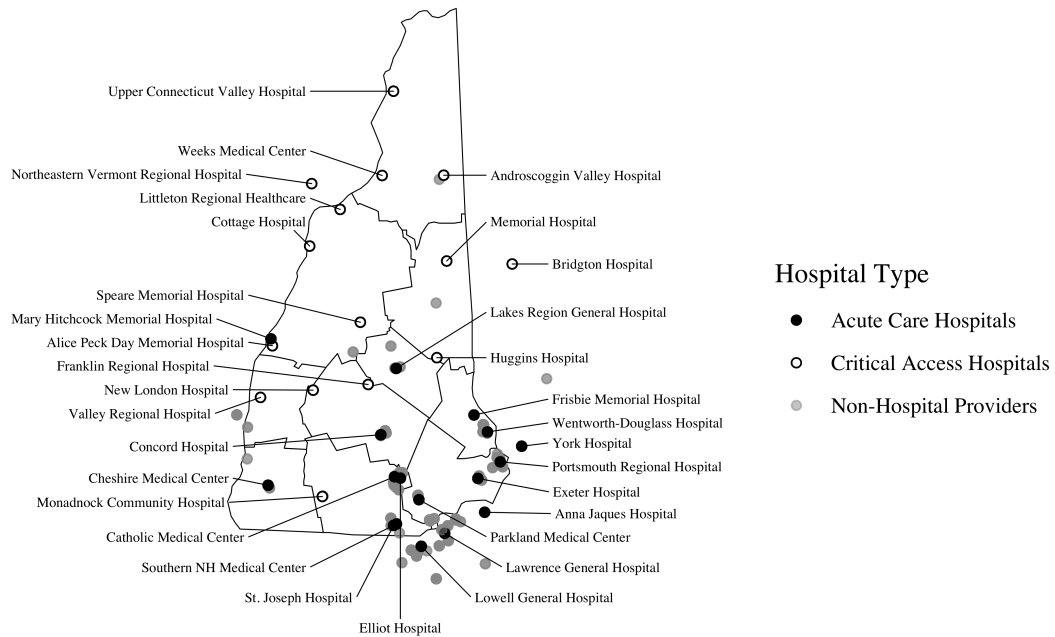 Upper Connecticut Valley Hospital
Weeks Medical Center
Northeastern Vermont Regional Hospital
Androscoggin Valley Hospital
Littleton Regional Healthcare
Cottage Hospital
Memorial Hospital
Bridgton Hospital
Hospital Type
Speare Memorial Hospital
Lakes Region General Hospital
Mary Hitchcock Memorial Hospital
Acute Care Hospitals
Alice Peck Day Memorial Hospital
Huggins Hospital
Critical Access Hospitals
Franklin Regional Hospital
New London Hospital
Frisbie Memorial Hospital
Non-Hospital Providers
Valley Regional Hospital
Wentworth-Douglass Hospital
Concord Hospital
York Hospital
Portsmouth Regional Hospital
Cheshire Medical Center
Exeter Hospital
Monadnock Community Hospital
Anna Jaques Hospital
Catholic Medical Center
Parkland Medical Center
Southern NH Medical Center
Lawrence General Hospital
St. Joseph Hospital
Lowell General Hospital
Elliot Hospital